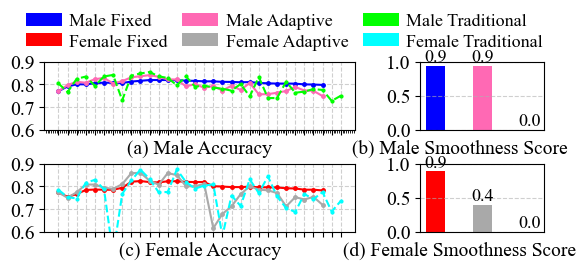 Male Fixed Male Adaptive Male Traditional
Female Fixed Female Adaptive Female Traditional
0.9
0.8
0.7
0.6
(a) Male Accuracy
1.0
0.5
0.0
0.9 0.9 0.0
(b) Male Smoothness Score
0.9
0.8
0.7
0.6
(c) Female Accuracy
1.0
0.5
0.0
0.9 0.4 0.0
(d) Female Smoothness Score